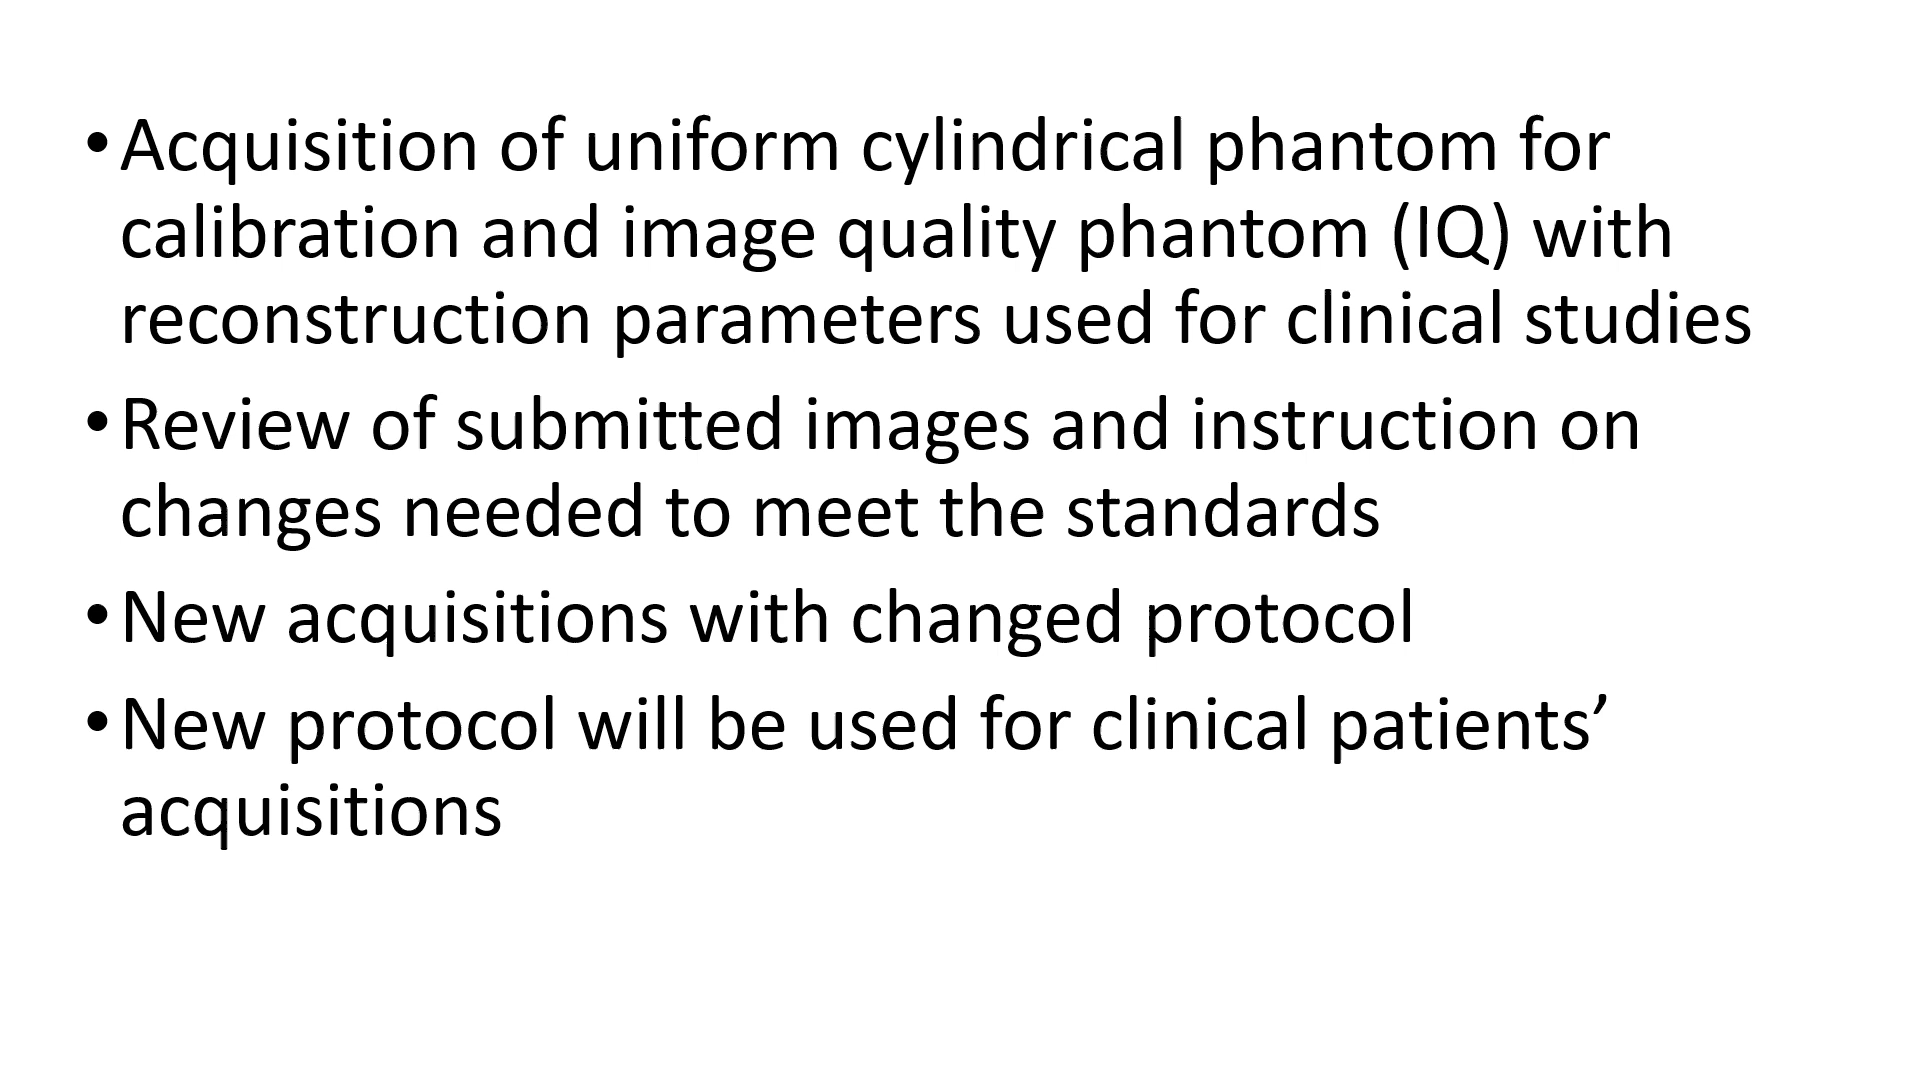 •Acquisition of uniform cylindrical phantom for
calibration and image quality phantom (IQ) with
reconstruction parameters used for clinical studies
•Review of submitted images and instruction on
changes needed to meet the standards
•New acquisitions with changed protocol
•New protocol will be used for clinical patients’
acquisitions